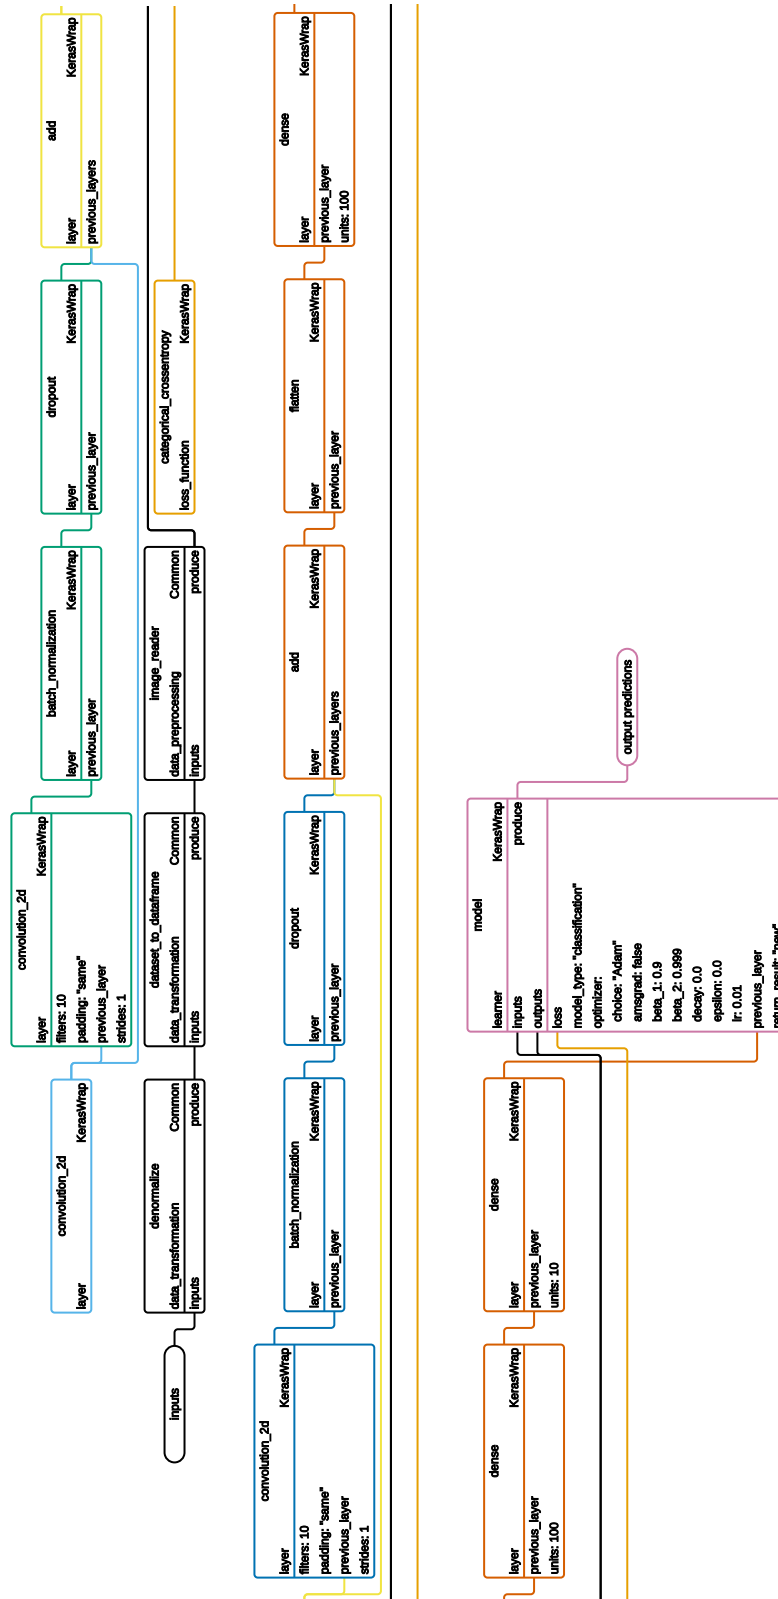 convolution_2d
layer KerasWrap
convolution_2d
layer KerasWrap
filters: 10
padding: "same"
previous_layer
strides: 1
batch_normalization
layer KerasWrap
previous_layer
dropout
layer KerasWrap
previous_layer
add
layer KerasWrap
previous_layers
inputs
denormalize
data_transformation Common
inputs produce
dataset_to_dataframe
data_transformation Common
inputs produce
image_reader
data_preprocessing Common
inputs produce
categorical_crossentropy
loss_function KerasWrap
convolution_2d
layer KerasWrap
filters: 10
padding: "same"
previous_layer
strides: 1
batch_normalization
layer KerasWrap
previous_layer
dropout
layer KerasWrap
previous_layer
add
layer KerasWrap
previous_layers
flatten
layer KerasWrap
previous_layer
dense
layer KerasWrap
previous_layer
units: 100
dense
layer KerasWrap
previous_layer
units: 100
dense
layer KerasWrap
previous_layer
units: 10
model
learner KerasWrap
inputs produce
outputs
loss
model_type: "classification"
optimizer:
choice: "Adam"
amsgrad: false
beta_1: 0.9
beta_2: 0.999
decay: 0.0
epsilon: 0.0
lr: 0.01
previous_layer
return_result: "new"
output predictions